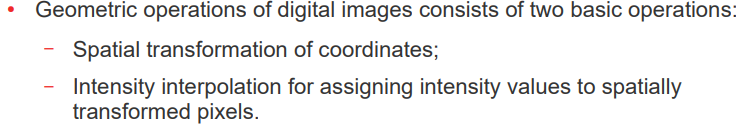 • Geometric operations of digital images consists of two basic operations:
− Spatial transformation of coordinates;
− Intensity interpolation for assigning intensity values to spatially
transformed pixels.